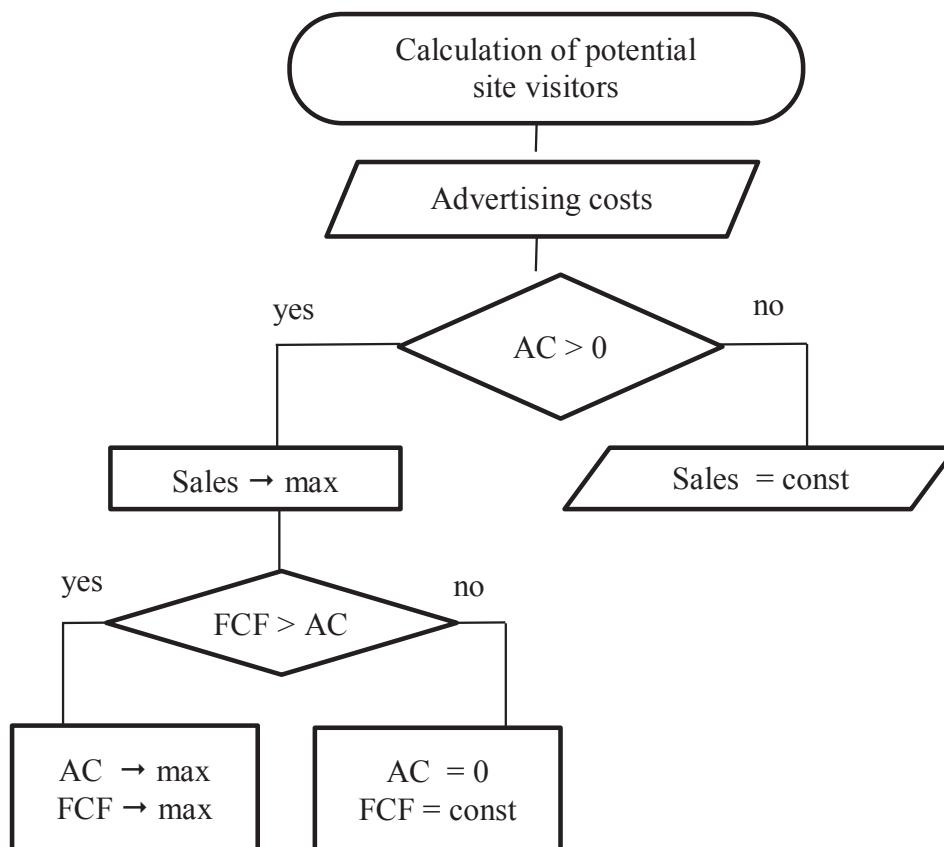 Calculation of potential
site visitors
Advertising costs
yes
no
AC > 0
Sales → max
Sales = const
yes
no
FCF > AC
AC → max
FCF → max
AC = 0
FCF = const